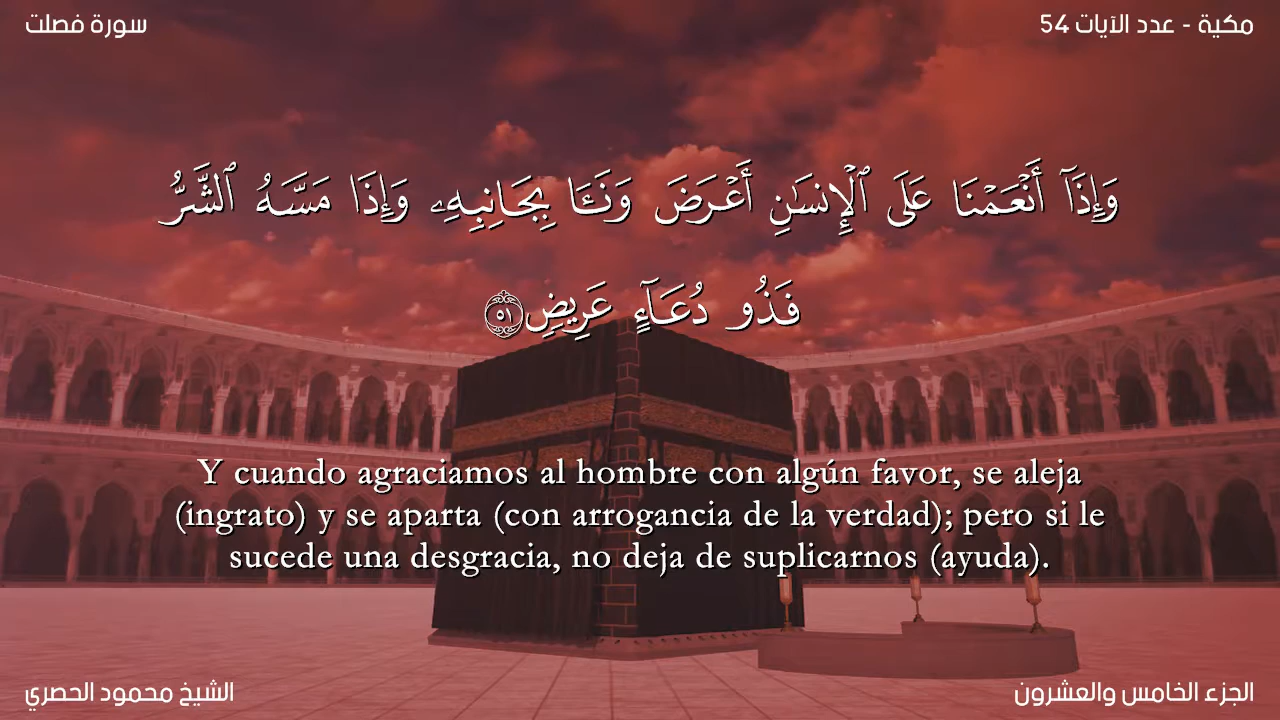 سورة فصلت
مكية - عدد الآيات 54
وَإِذَآ أَنْعَمْنَا عَلَى ٱلْإِنسَٰنِ أَعْرَضَ وَنَـَٔا بِجَانِبِهِۦ وَإِذَا مَسَّهُ ٱلشَّرُّ
فَذُو دُعَآءٍ عَرِيضٍ ٥١
Y cuando agraciamos al hombre con algún favor, se aleja
(ingrato) y se aparta (con arrogancia de la verdad); pero si le
sucede una desgracia, no deja de suplicarnos (ayuda).
الشيخ محمود الحصري
الجزء الخامس والعشرون